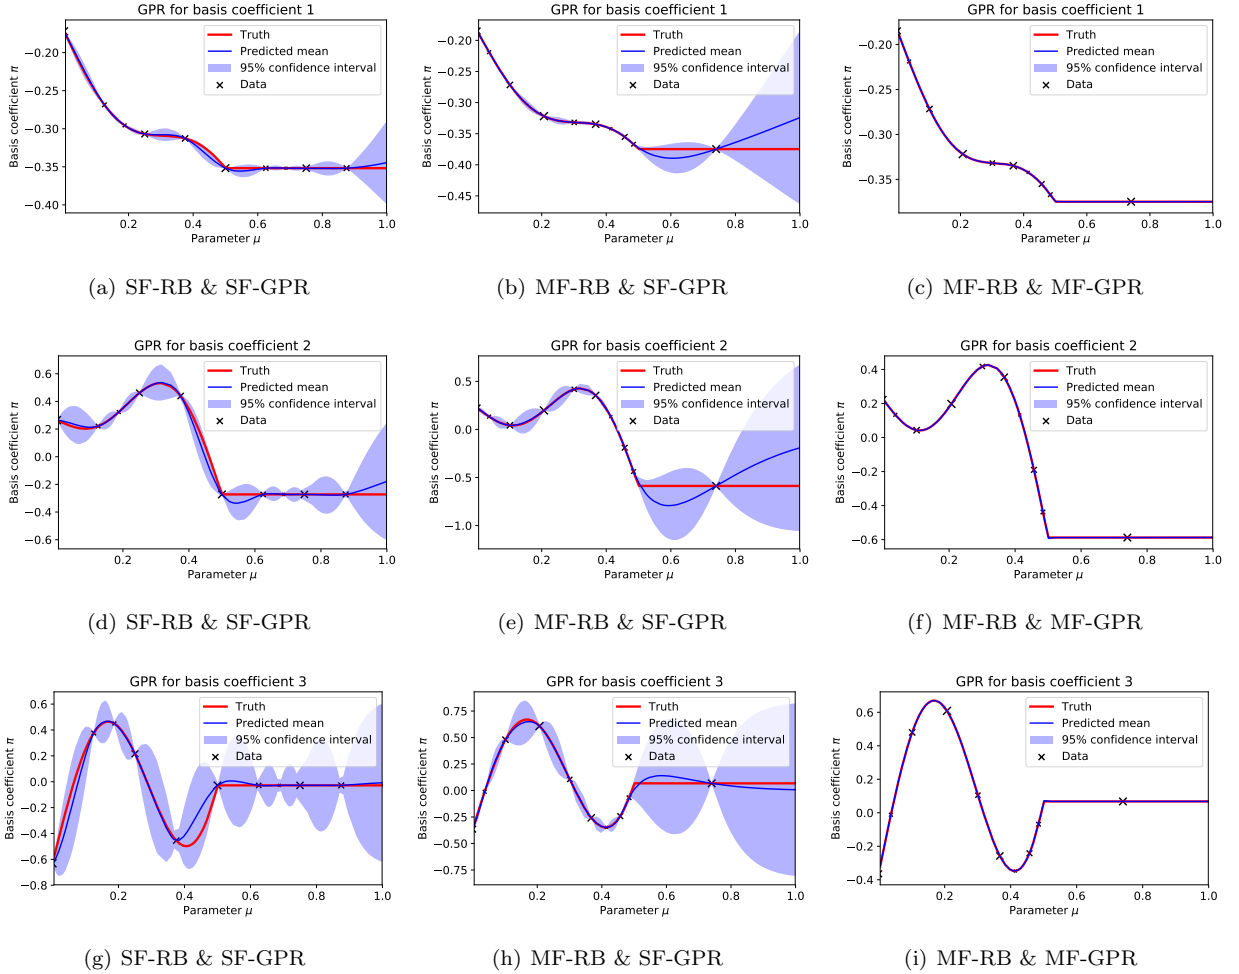 GPR for basis coefficient 1
Basis coefficient π
−0.20
−0.25
−0.30
−0.35
−0.40
0.2 0.4 0.6 0.8 1.0
Parameter μ
Truth
Predicted mean
95% confidence interval
Data
(a) SF-RB & SF-GPR
GPR for basis coefficient 1
Basis coefficient π
−0.20
−0.25
−0.30
−0.35
−0.40
−0.45
0.2 0.4 0.6 0.8 1.0
Parameter μ
Truth
Predicted mean
95% confidence interval
Data
(b) MF-RB & SF-GPR
GPR for basis coefficient 1
Basis coefficient π
−0.20
−0.25
−0.30
−0.35
0.2 0.4 0.6 0.8 1.0
Parameter μ
Truth
Predicted mean
95% confidence interval
Data
(c) MF-RB & MF-GPR
GPR for basis coefficient 2
Basis coefficient π
0.6
0.4
0.2
0.0
−0.2
−0.4
−0.6
0.2 0.4 0.6 0.8 1.0
Parameter μ
Truth
Predicted mean
95% confidence interval
Data
(d) SF-RB & SF-GPR
GPR for basis coefficient 2
Basis coefficient π
0.5
0.0
−0.5
−1.0
0.2 0.4 0.6 0.8 1.0
Parameter μ
Truth
Predicted mean
95% confidence interval
Data
(e) MF-RB & SF-GPR
GPR for basis coefficient 2
Basis coefficient π
0.4
0.2
0.0
−0.2
−0.4
−0.6
0.2 0.4 0.6 0.8 1.0
Parameter μ
Truth
Predicted mean
95% confidence interval
Data
(f) MF-RB & MF-GPR
GPR for basis coefficient 3
Basis coefficient π
0.6
0.4
0.2
0.0
−0.2
−0.4
−0.6
−0.8
0.2 0.4 0.6 0.8 1.0
Parameter μ
Truth
Predicted mean
95% confidence interval
Data
(g) SF-RB & SF-GPR
GPR for basis coefficient 3
Basis coefficient π
0.75
0.50
0.25
0.00
−0.25
−0.50
−0.75
0.2 0.4 0.6 0.8 1.0
Parameter μ
Truth
Predicted mean
95% confidence interval
Data
(h) MF-RB & SF-GPR
GPR for basis coefficient 3
Basis coefficient π
0.6
0.4
0.2
0.0
−0.2
−0.4
0.2 0.4 0.6 0.8 1.0
Parameter μ
Truth
Predicted mean
95% confidence interval
Data
(i) MF-RB & MF-GPR